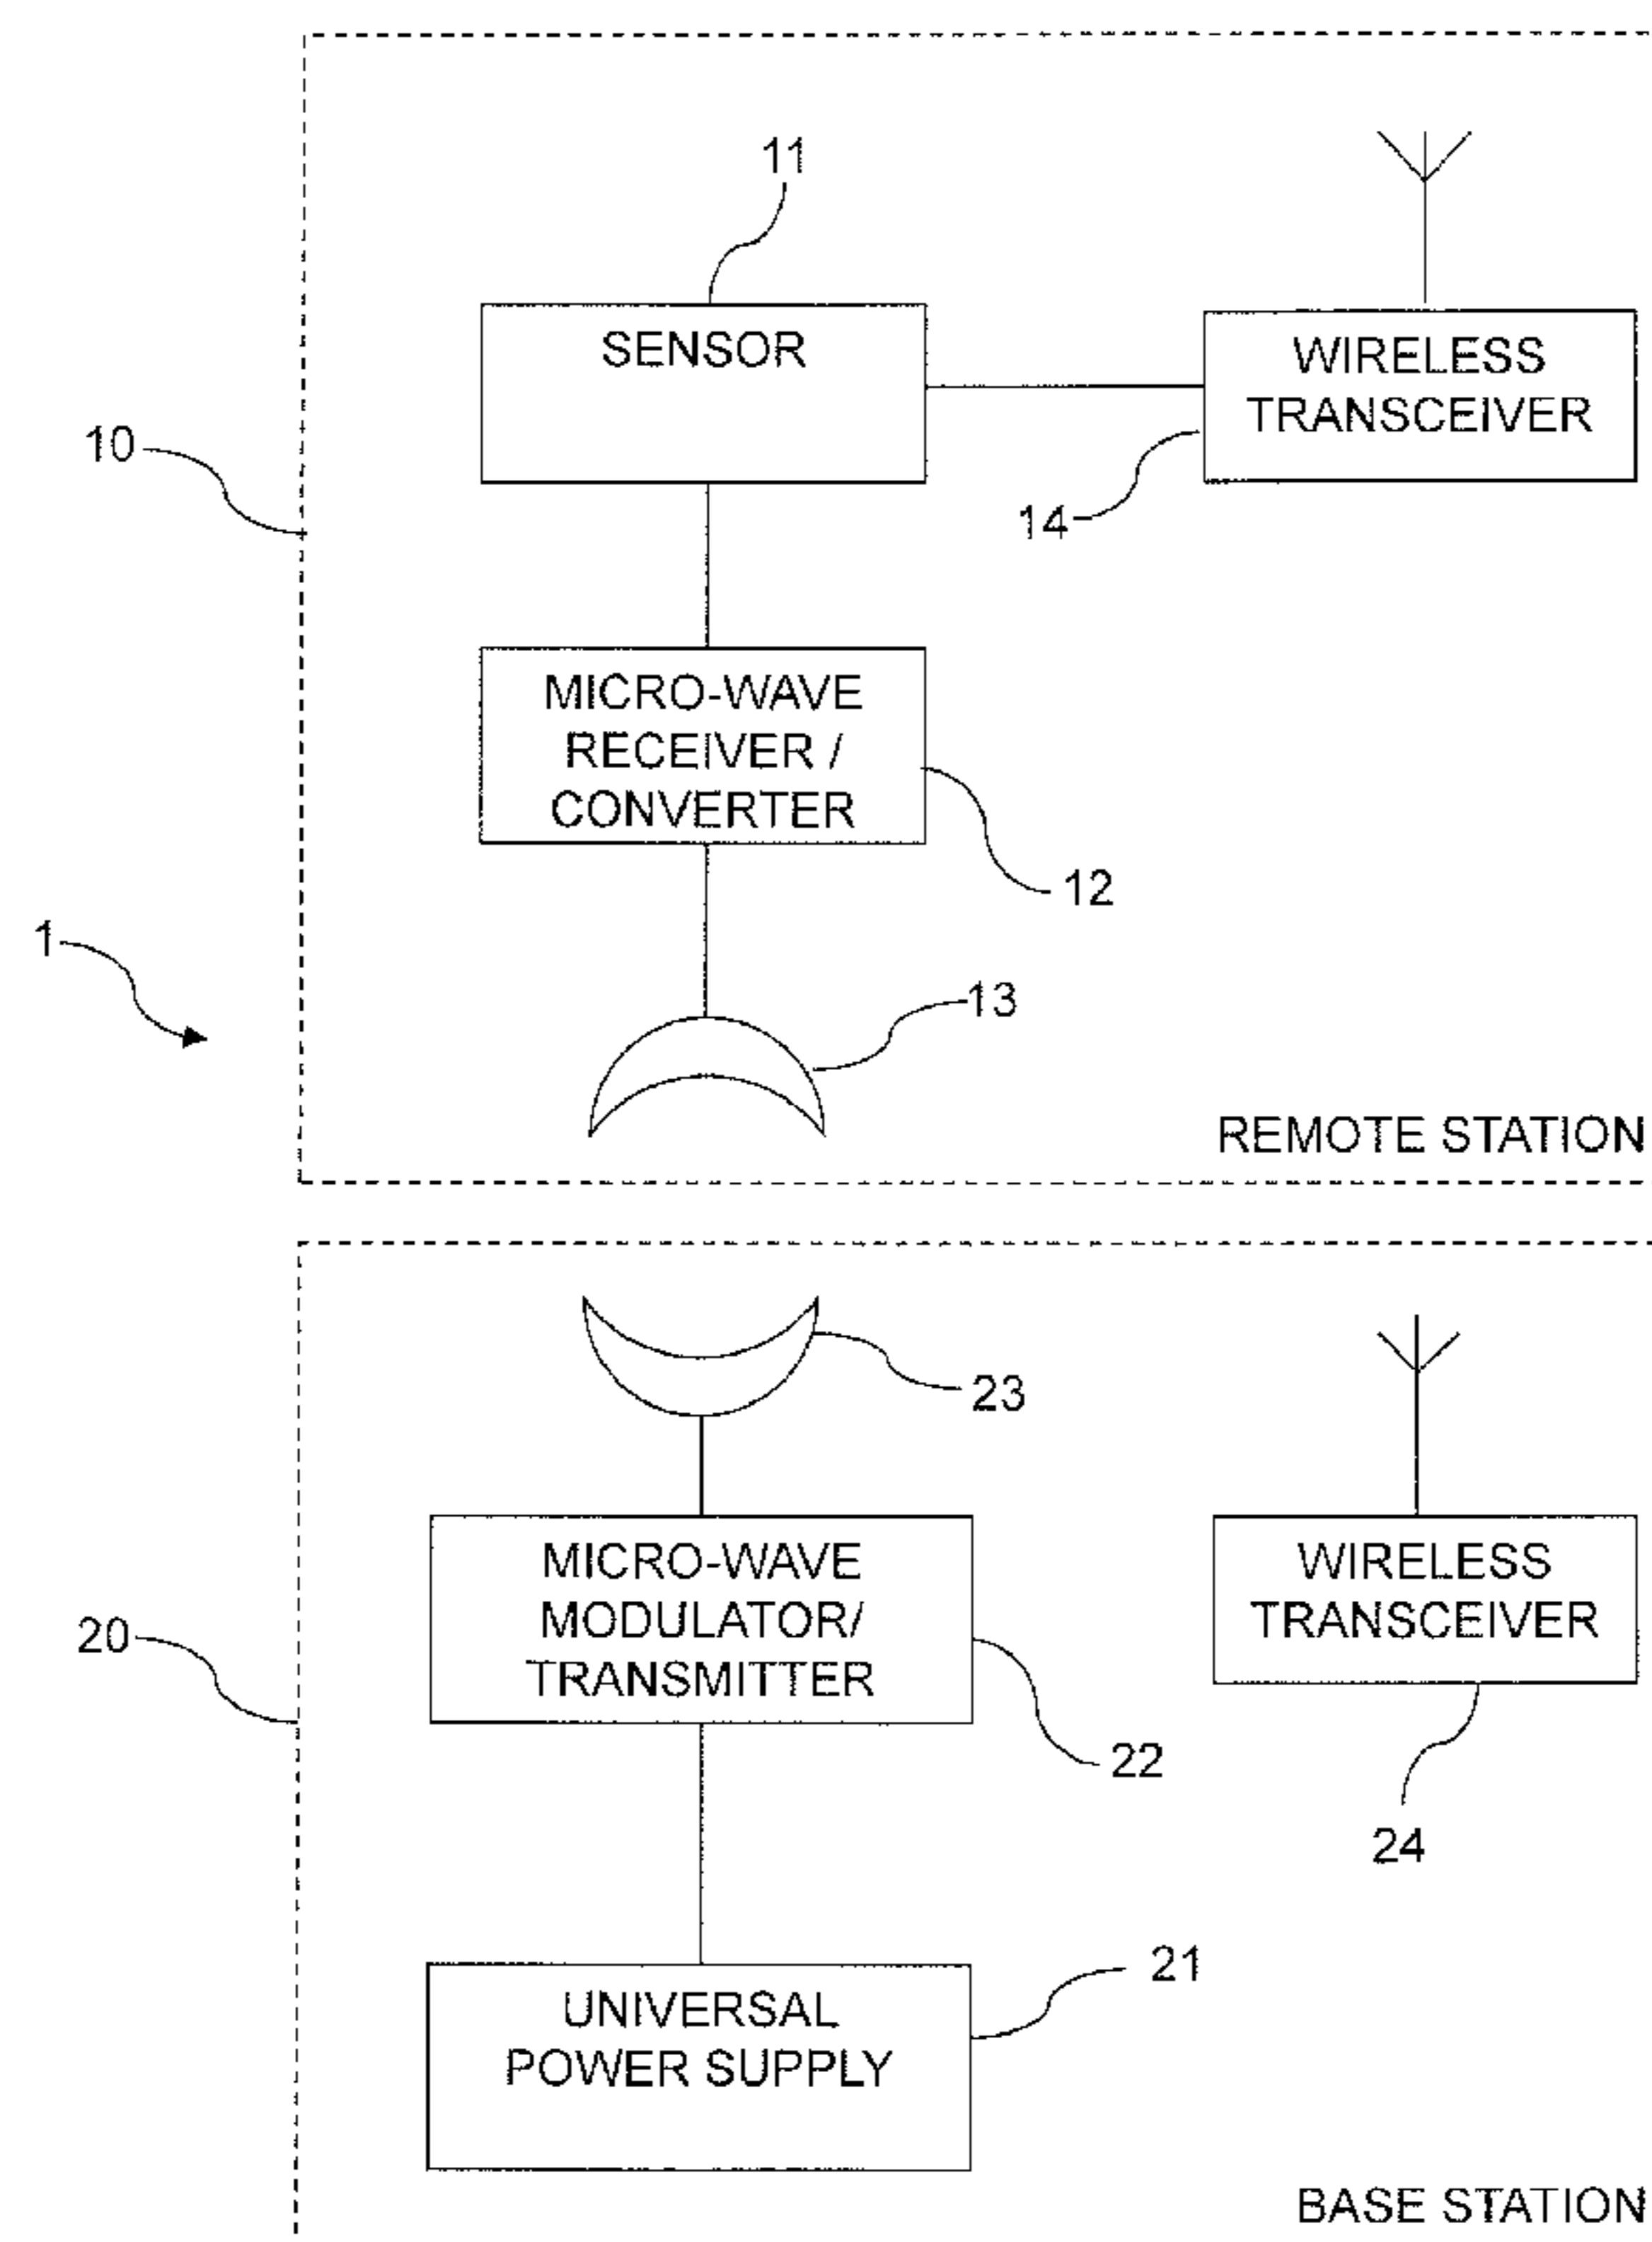 11
SENSOR
WIRELESS
TRANSCEIVER
10
14
MICRO-WAVE
RECEIVER /
CONVERTER
12
1
13
REMOTE STATION
23
MICRO-WAVE
MODULATOR/
TRANSMITTER
WIRELESS
TRANSCEIVER
20
22
24
21
UNIVERSAL
POWER SUPPLY
BASE STATION